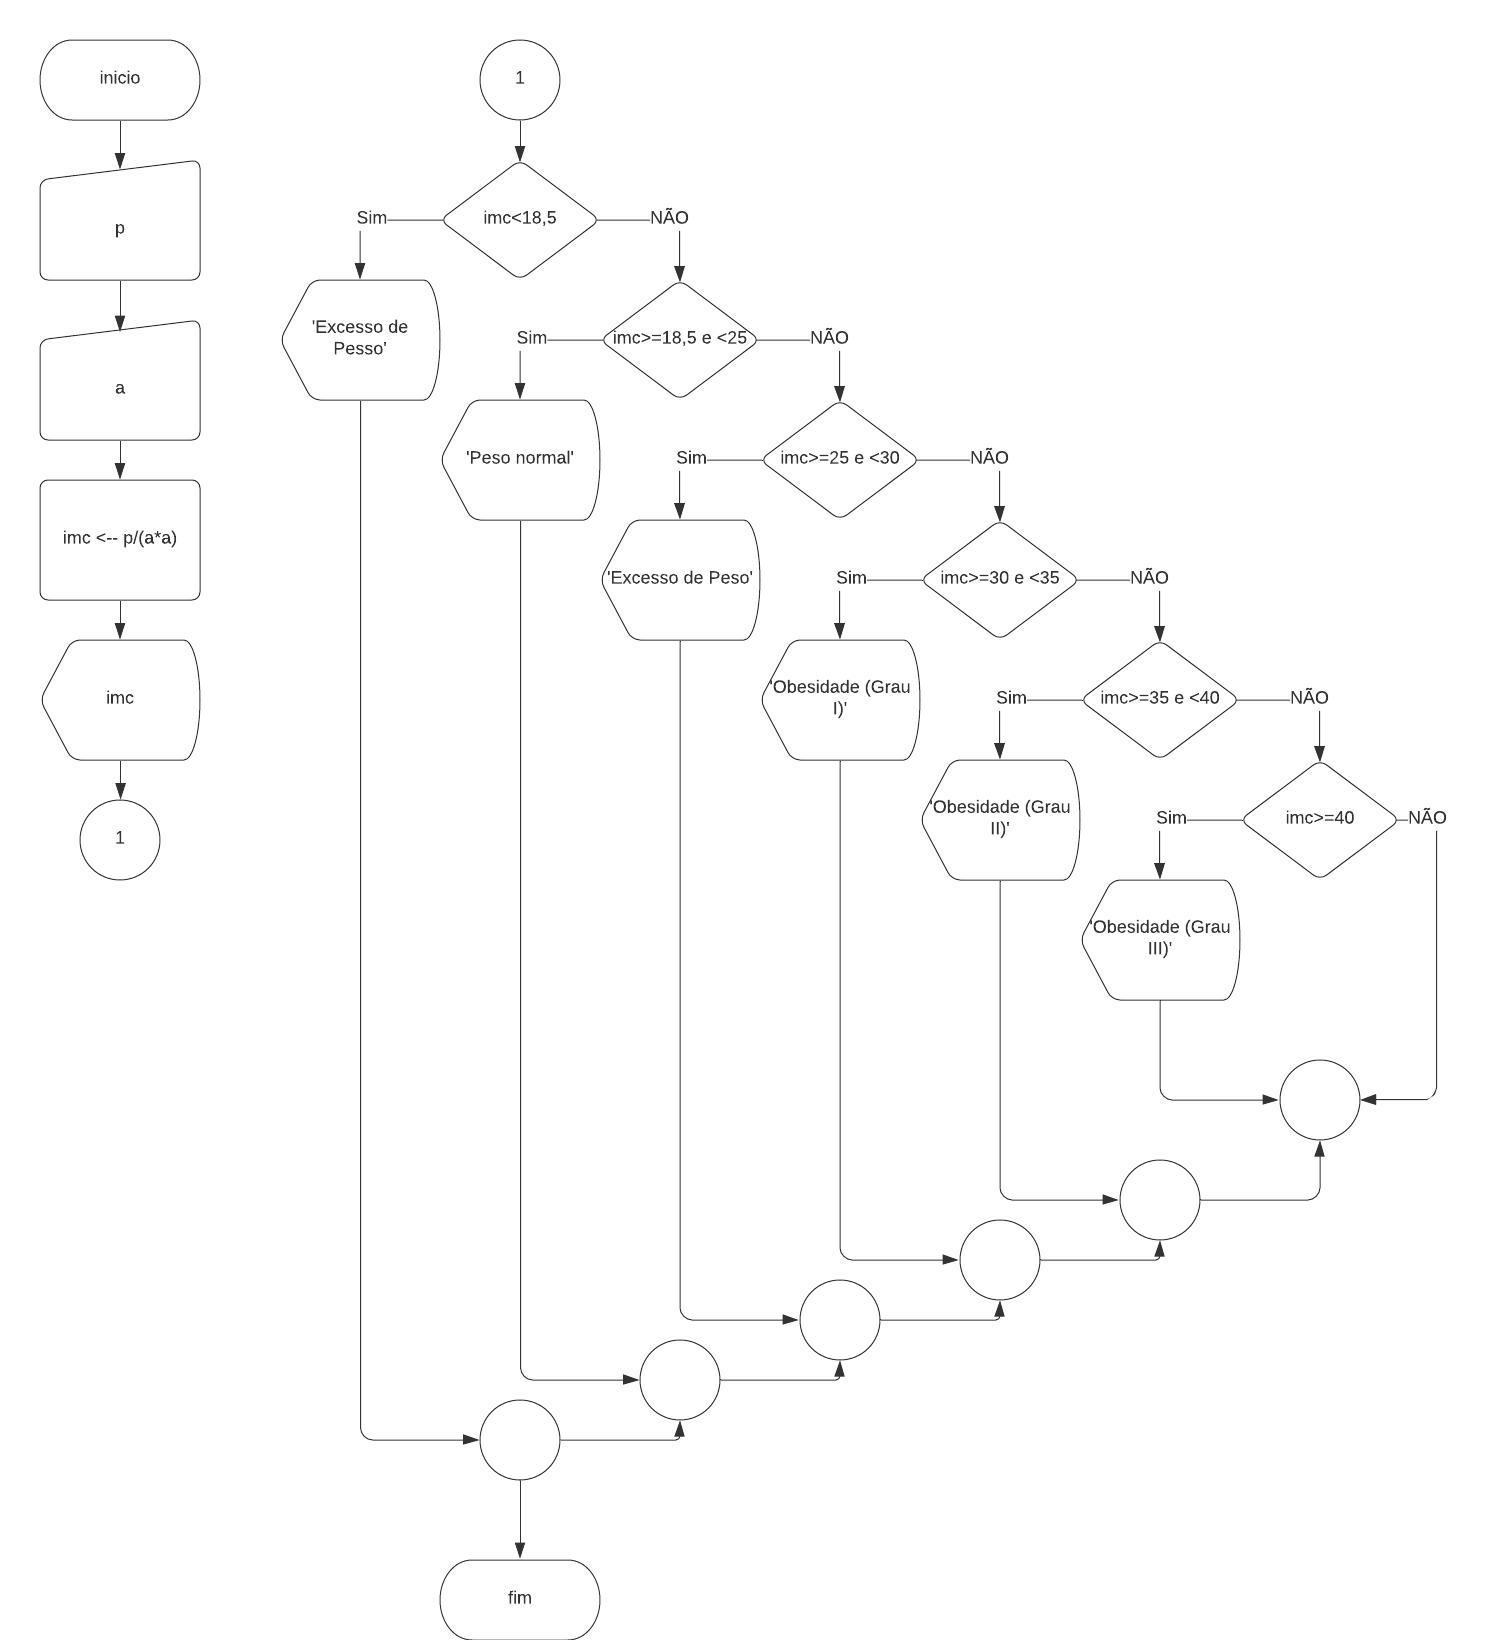 inicio
p
a
imc <-- p/(a*a)
imc
1
1
imc<18,5
Sim
NÃO
'Excesso de
Pesso'
imc>=18,5 e <25
Sim
NÃO
'Peso normal'
imc>=25 e <30
Sim
NÃO
'Excesso de Peso'
imc>=30 e <35
Sim
NÃO
'Obesidade (Grau
I)'
imc>=35 e <40
Sim
NÃO
'Obesidade (Grau
II)'
imc>=40
Sim
NÃO
'Obesidade (Grau
III)'
fim